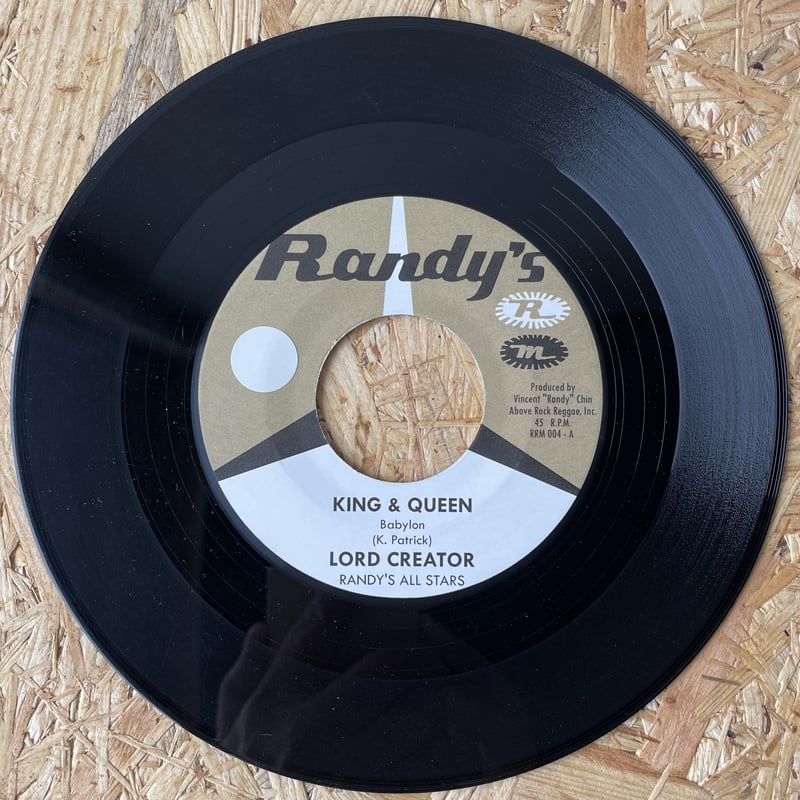 Randy's
R
m
Produced by
Vincent "Randy" Chin
Above Rock Reggae, Inc.
45 R.P.M.
RRM 004 - A
KING & QUEEN
Babylon
(K. Patrick)
LORD CREATOR
RANDY'S ALL STARS